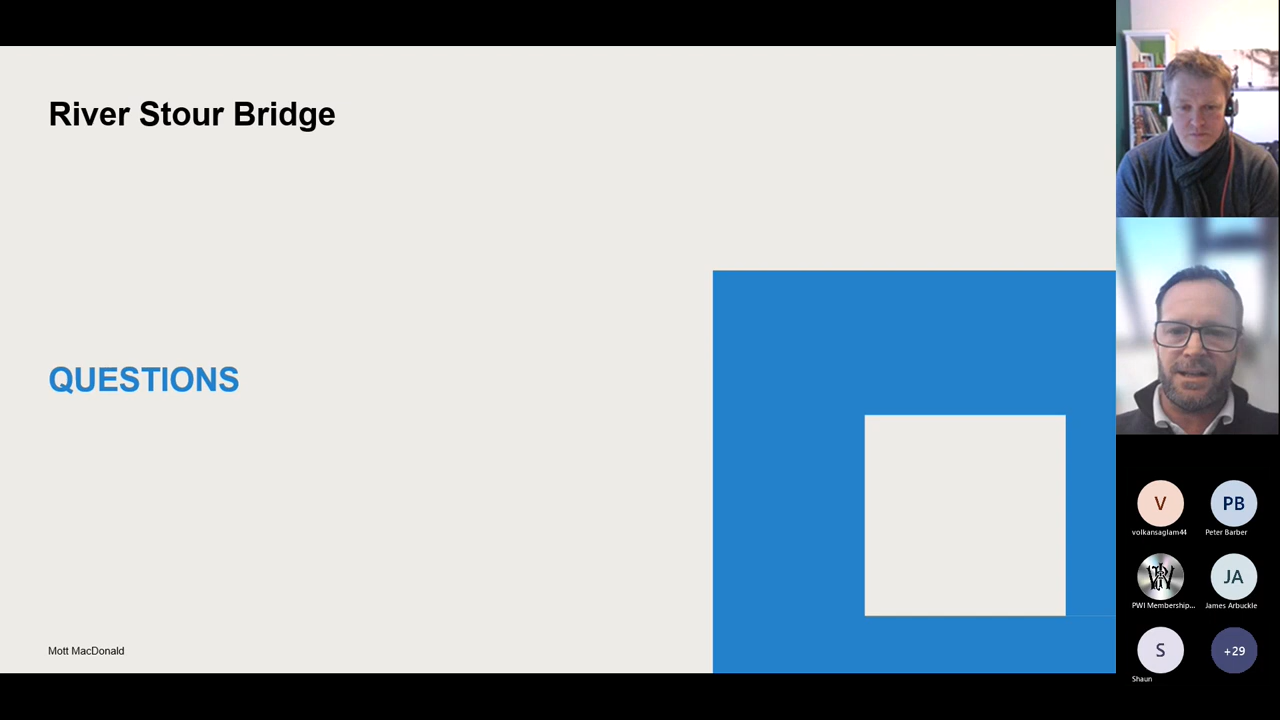 River Stour Bridge
QUESTIONS
Mott MacDonald
V
PB
volkansaglam44
Peter Barber
JA
PWI Membership...
James Arbuckle
S
+29
Shaun